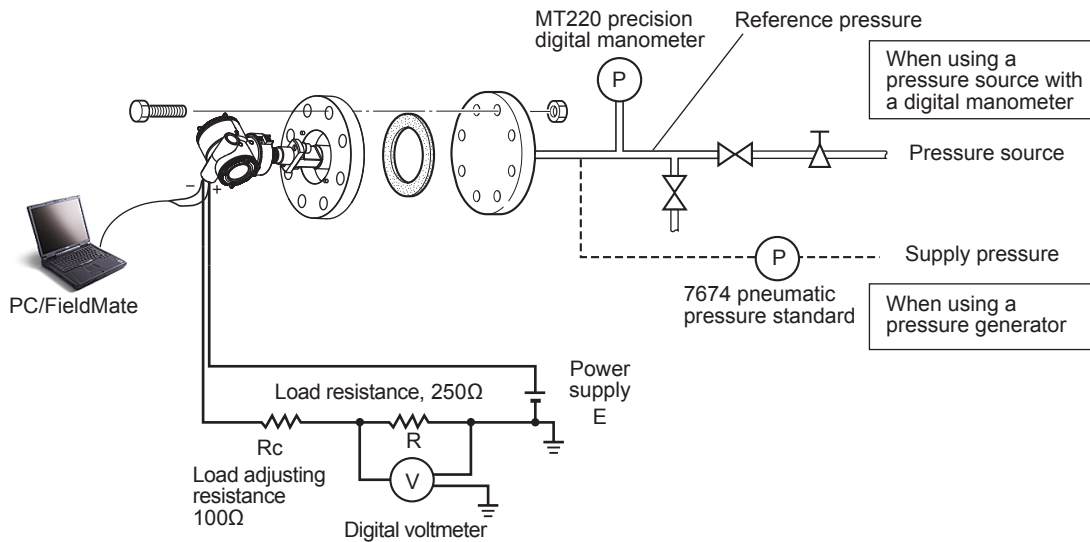 MT220 precision
digital manometer
Reference pressure
When using a
pressure source with
a digital manometer
P
Pressure source
− +
PC/FieldMate
P
Supply pressure
7674 pneumatic
pressure standard
When using a
pressure generator
Load resistance, 250Ω
Power
supply
E
Rc
R
Load adjusting
resistance
100Ω
V
Digital voltmeter